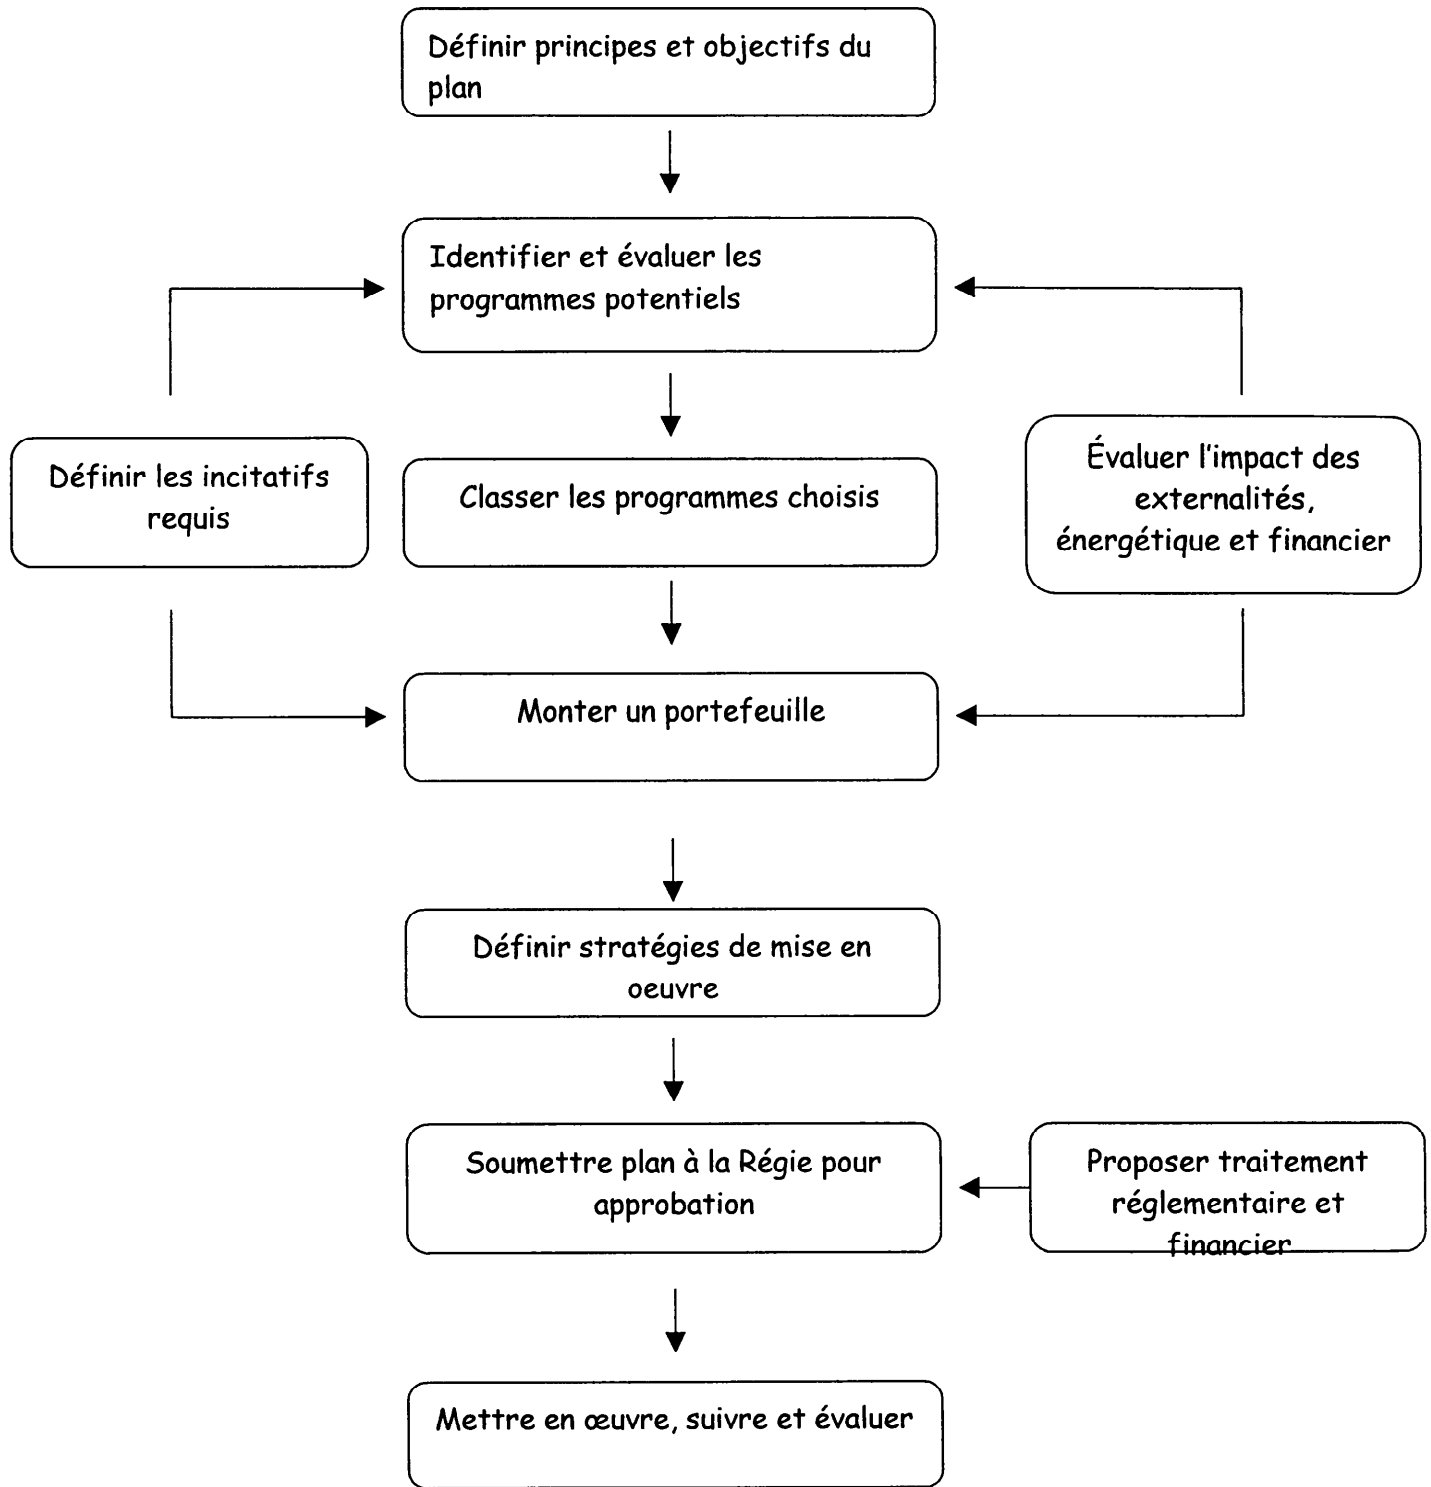 Définir principes et objectifs du
plan
Identifier et évaluer les
programmes potentiels
Définir les incitatifs
requis
Classer les programmes choisis
Évaluer l'impact des
externalités,
énergétique et financier
Monter un portefeuille
Définir stratégies de mise en
oeuvre
Soumettre plan à la Régie pour
approbation
Proposer traitement
réglementaire et
financier
Mettre en œuvre, suivre et évaluer